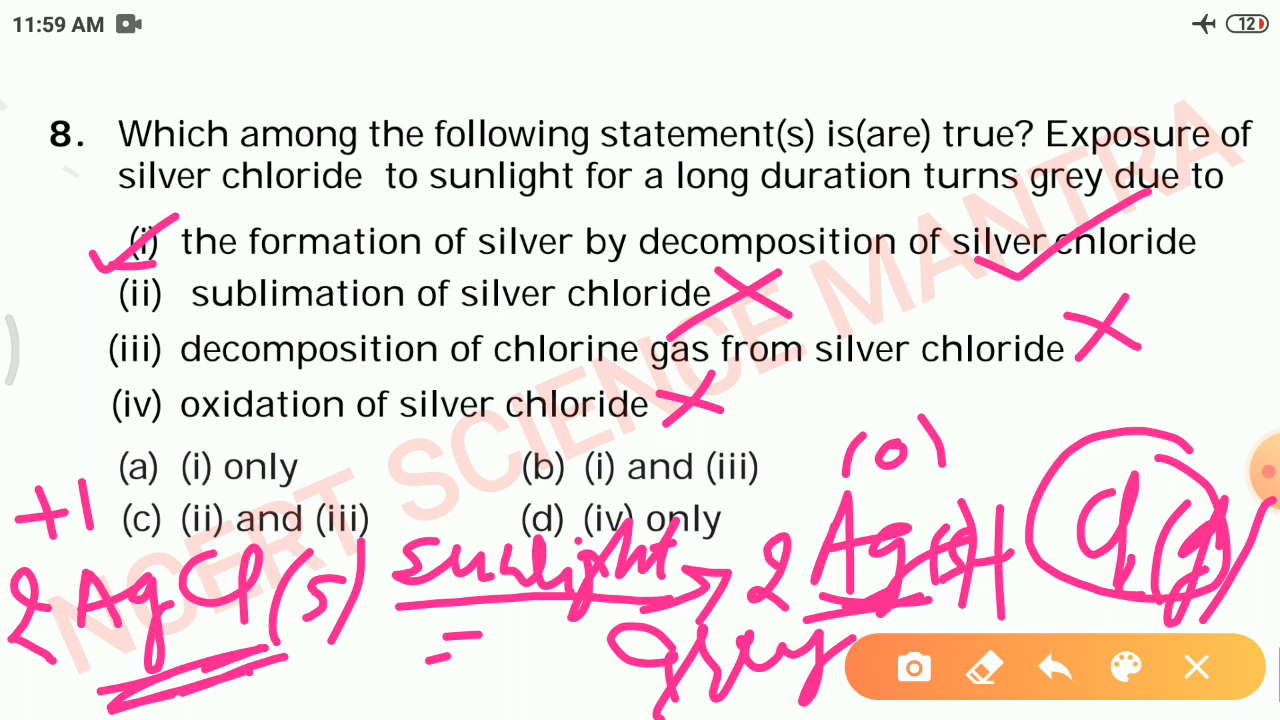 11:59 AM
12
8. Which among the following statement(s) is(are) true? Exposure of
silver chloride to sunlight for a long duration turns grey due to
(i) the formation of silver by decomposition of silver chloride
(ii) sublimation of silver chloride
(iii) decomposition of chlorine gas from silver chloride
(iv) oxidation of silver chloride
(a) (i) only (b) (i) and (iii)
(c) (ii) and (iii) (d) (iv) only
+1 (0)
2AgCl(s) sunlight → 2Ag(s)+ Cl2(g)
Grey
NCERT SCIENCE MANTRA